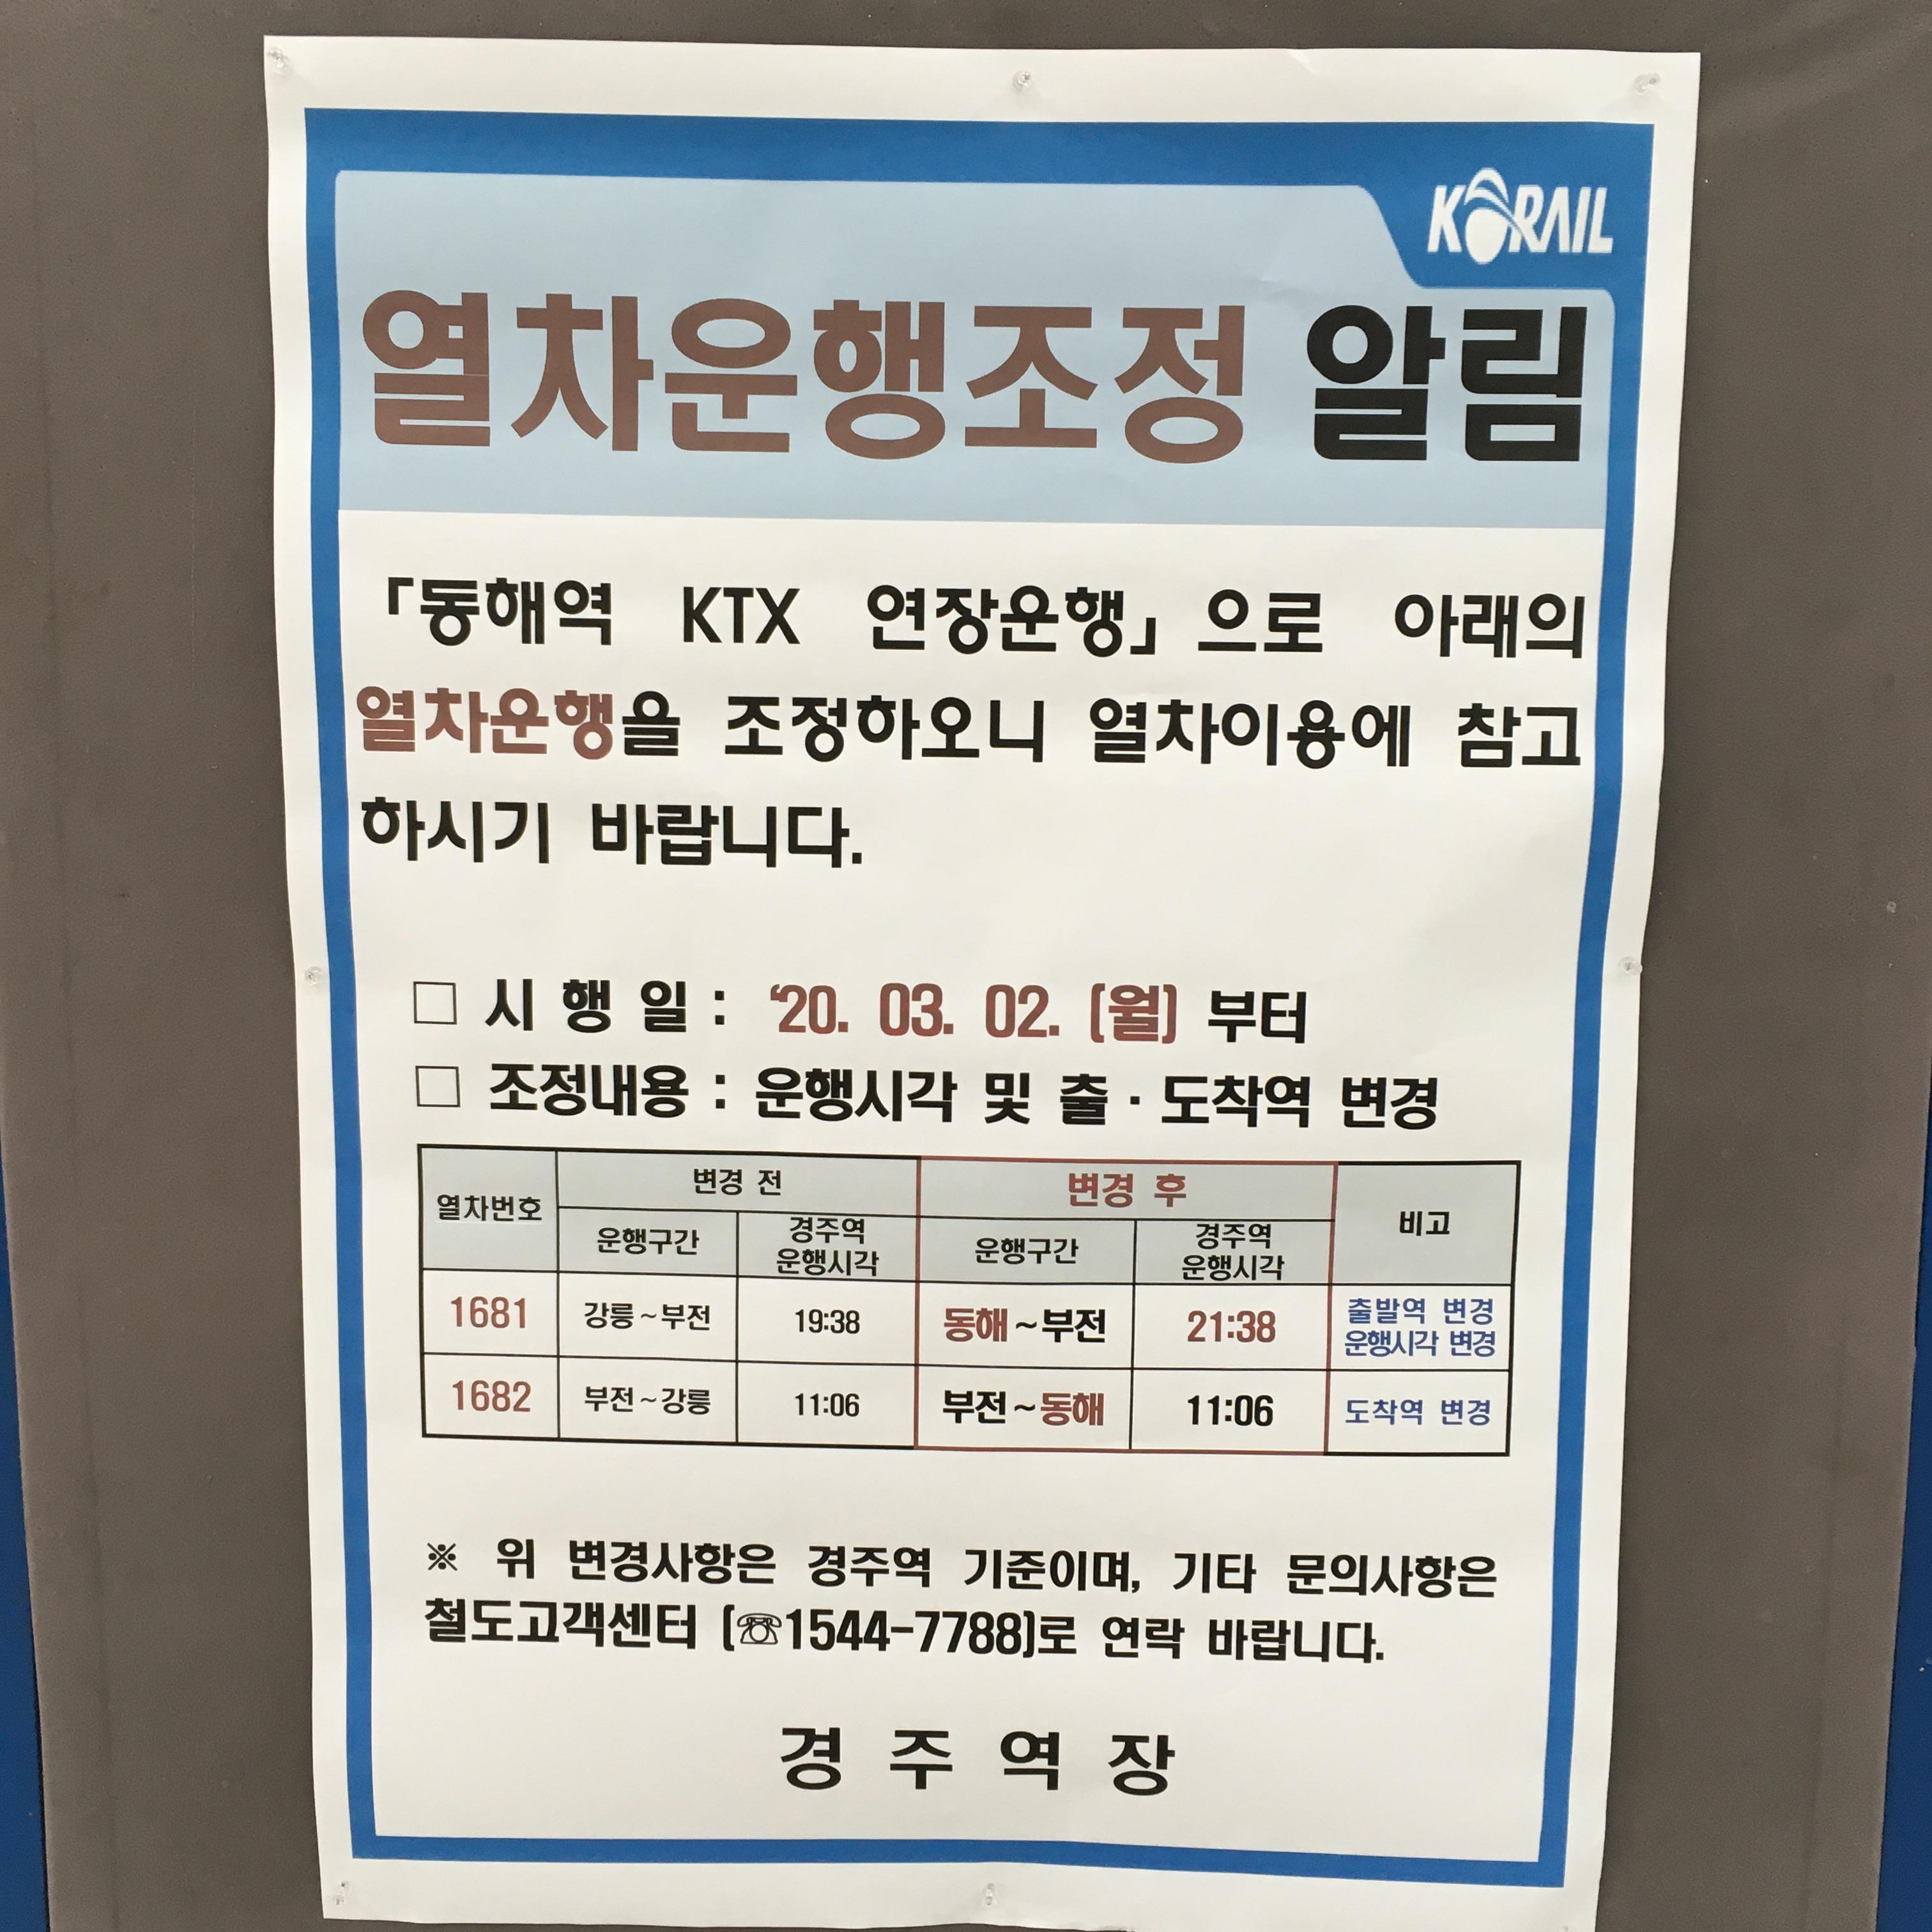 KORAIL
열차운행조정 알림
「동해역 KTX 연장운행」으로 아래의
열차운행을 조정하오니 열차이용에 참고
하시기 바랍니다.
□ 시 행 일 : ‘20. 03. 02. (월) 부터
□ 조정내용 : 운행시각 및 출·도착역 변경
열차번호 변경 전 변경 후 비고
운행구간 경주역 운행시각 운행구간 경주역 운행시각
1681 강릉~부전 19:38 동해~부전 21:38 출발역 변경 운행시각 변경
1682 부전~강릉 11:06 부전~동해 11:06 도착역 변경
※ 위 변경사항은 경주역 기준이며, 기타 문의사항은
철도고객센터 (☏1544-7788)로 연락 바랍니다.
경 주 역 장